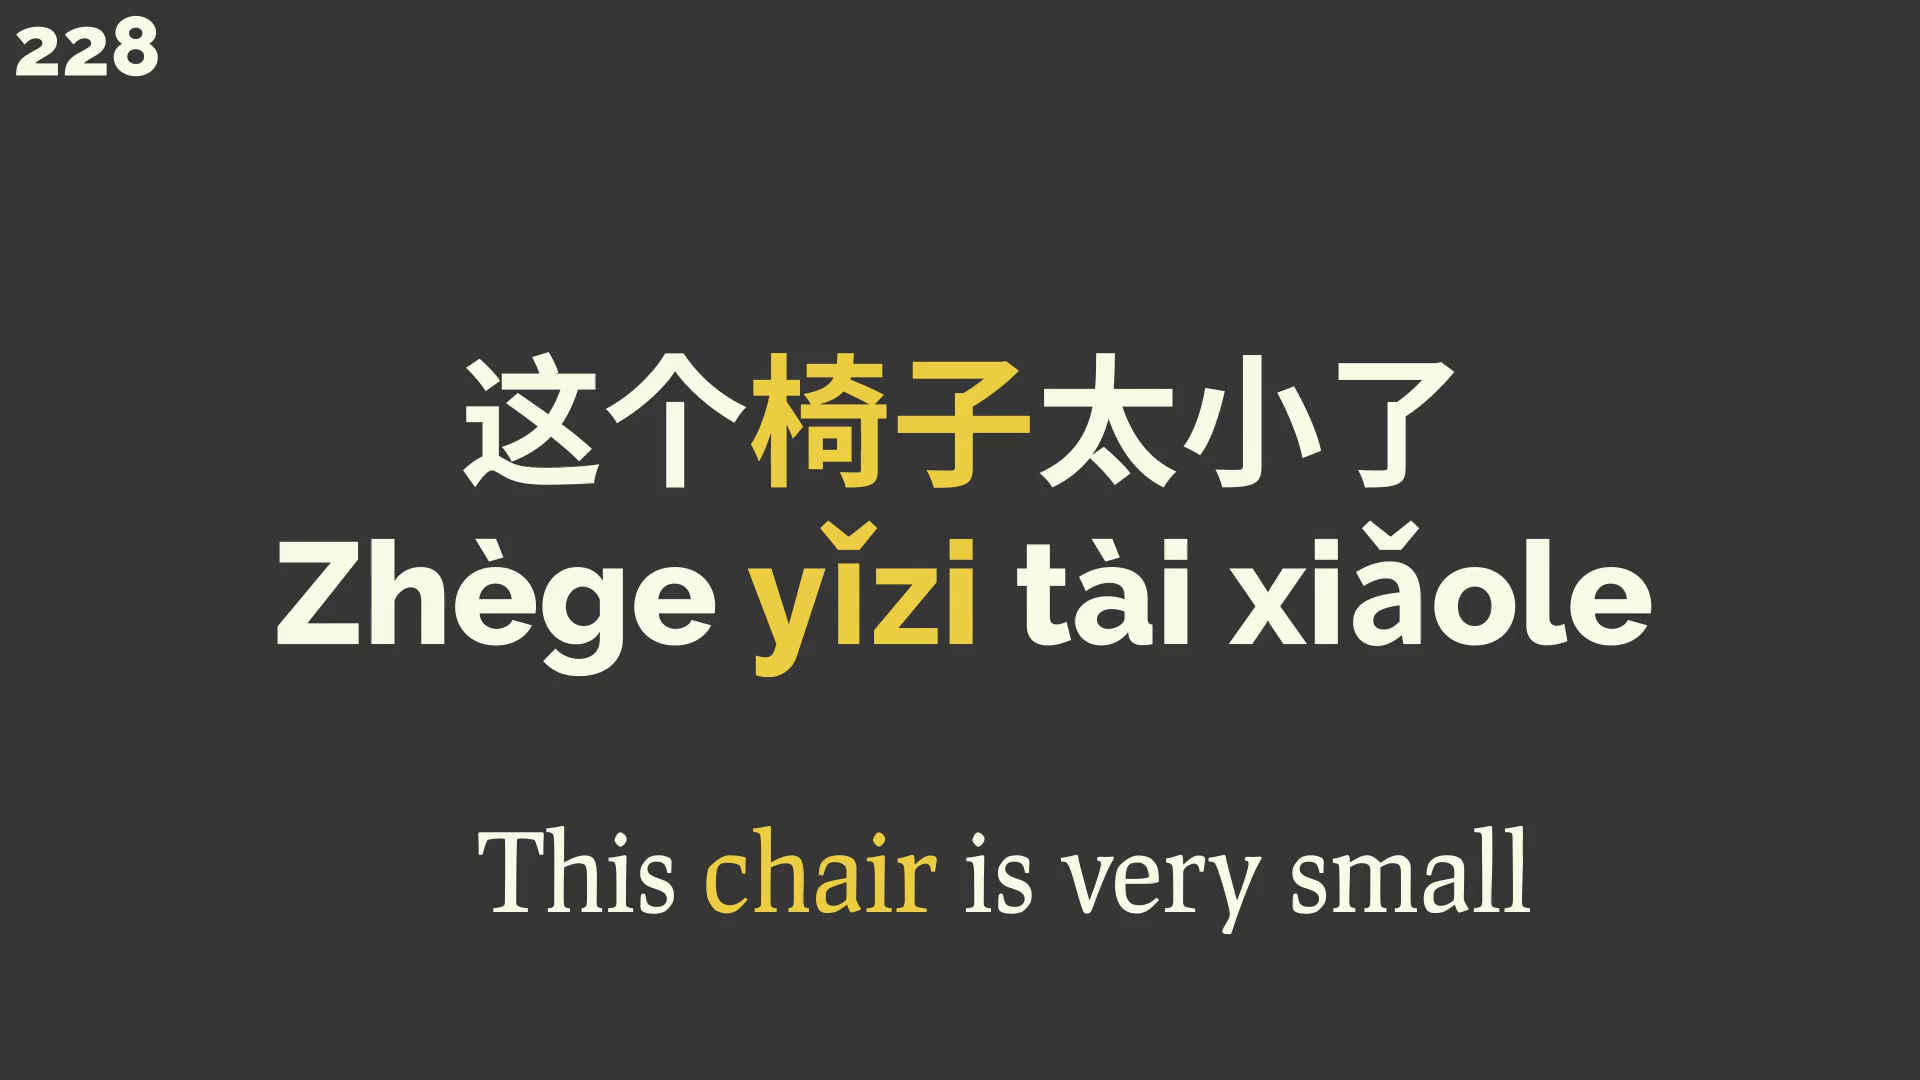 228
这个椅子太小了
Zhège yǐzi tài xiǎole
This chair is very small